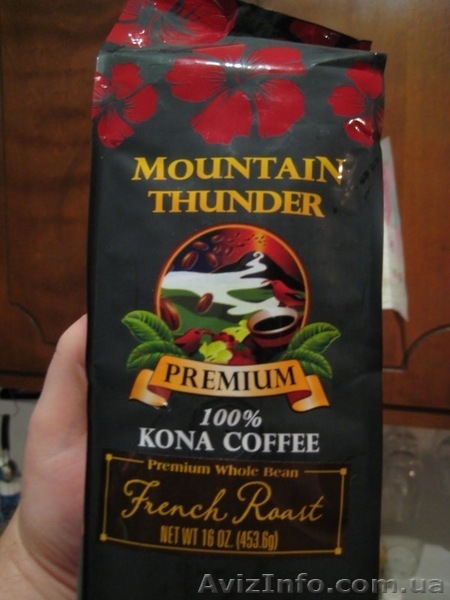 MOUNTAIN
THUNDER
PREMIUM
100%
KONA COFFEE
Premium Whole Bean
French Roast
NET WT 16 OZ. (453.6g)
AvizInfo.com.ua